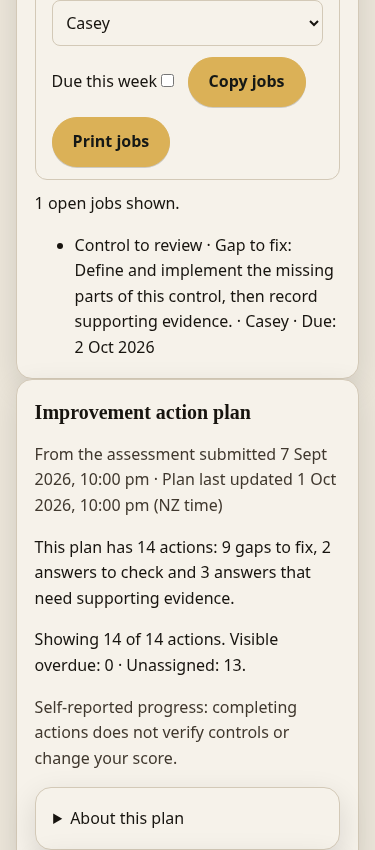 Casey
Due this week
Copy jobs
Print jobs
1 open jobs shown.
• Control to review · Gap to fix:
Define and implement the missing
parts of this control, then record
supporting evidence. · Casey · Due:
2 Oct 2026
Improvement action plan
From the assessment submitted 7 Sept
2026, 10:00 pm · Plan last updated 1 Oct
2026, 10:00 pm (NZ time)
This plan has 14 actions: 9 gaps to fix, 2
answers to check and 3 answers that
need supporting evidence.
Showing 14 of 14 actions. Visible
overdue: 0 · Unassigned: 13.
Self-reported progress: completing
actions does not verify controls or
change your score.
▶ About this plan